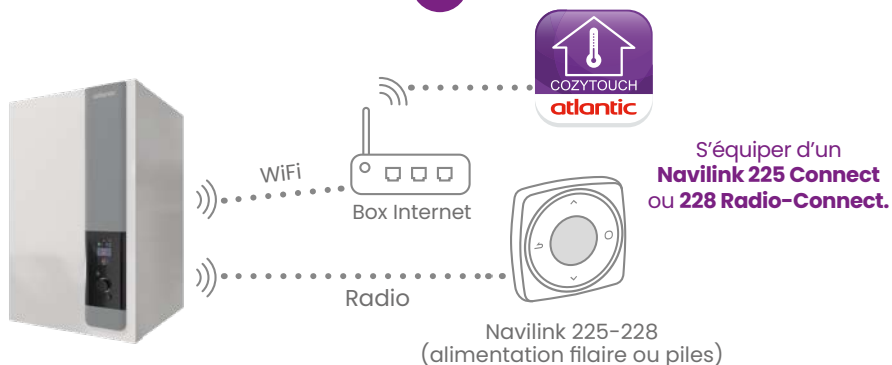 COZYTOUCH
atlantic
atlantic
S'équiper d'un
Navilink 225 Connect
ou 228 Radio-Connect.
WiFi
Box Internet
Radio
Navilink 225-228
(alimentation filaire ou piles)